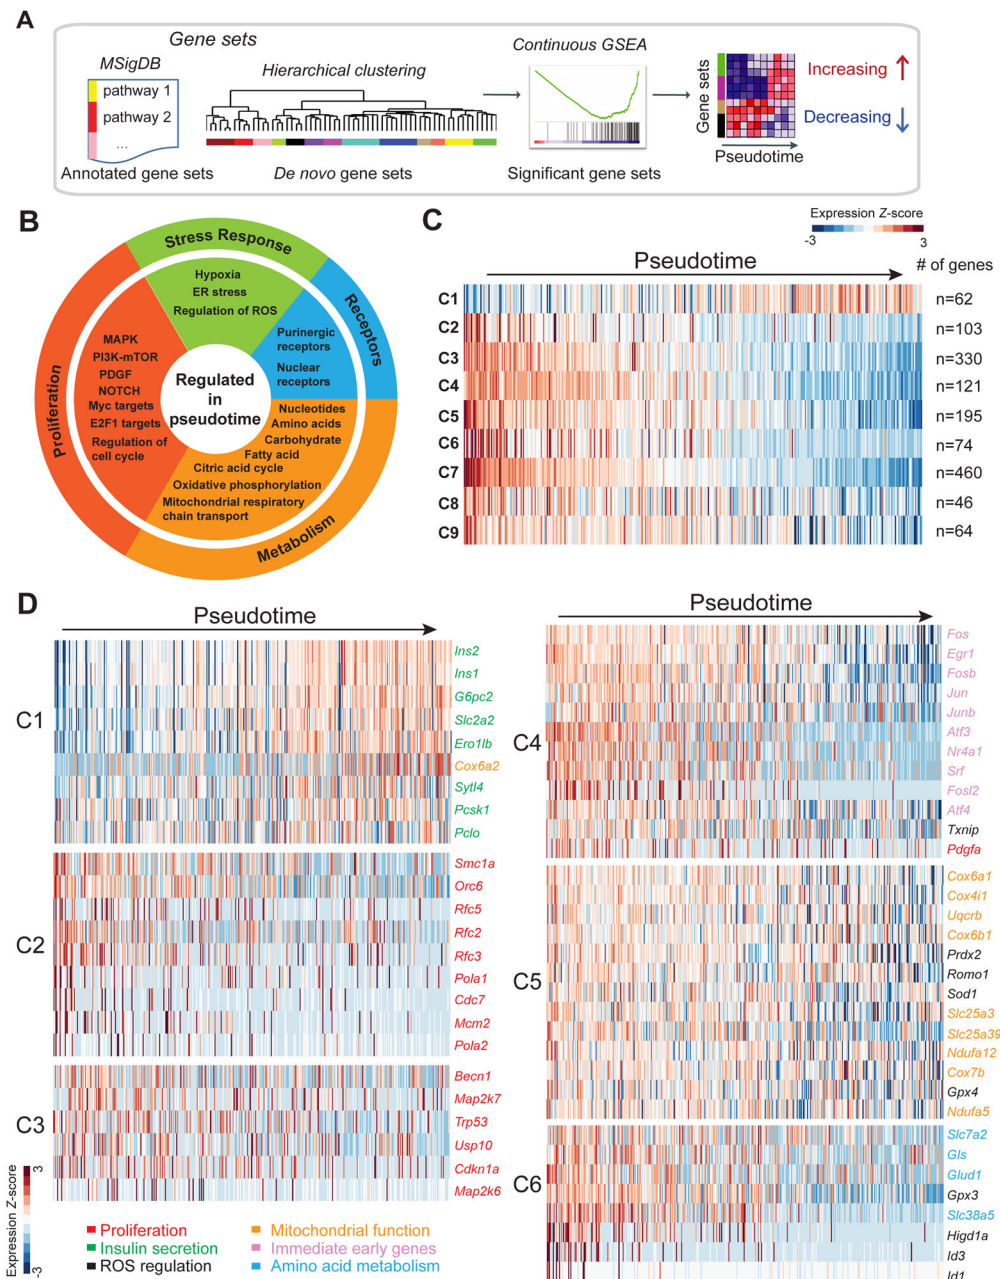 A
Gene sets
MSigDB
pathway 1
pathway 2
...
Annotated gene sets
Hierarchical clustering
De novo gene sets
Continuous GSEA
Significant gene sets
Gene sets
Pseudotime
Increasing
Decreasing
B
Stress Response
Receptors
Metabolism
Proliferation
Hypoxia
ER stress
Regulation of ROS
Purinergic
receptors
Nuclear
receptors
MAPK
PI3K-mTOR
PDGF
NOTCH
Myc targets
E2F1 targets
Regulation of
cell cycle
Regulated
in
pseudotime
Nucleotides
Amino acids
Carbohydrate
Fatty acid
Citric acid cycle
Oxidative phosphorylation
Mitochondrial respiratory
chain transport
C
Expression Z-score
-3 3
Pseudotime
# of genes
C1 n=62
C2 n=103
C3 n=330
C4 n=121
C5 n=195
C6 n=74
C7 n=460
C8 n=46
C9 n=64
D
Pseudotime
C1
Ins2
Ins1
G6pc2
Slc2a2
Ero1lb
Cox6a2
Sytl4
Pcsk1
Pclo
C2
Smc1a
Orc6
Rfc5
Rfc2
Rfc3
Pola1
Cdc7
Mcm2
Pola2
C3
Becn1
Map2k7
Trp53
Usp10
Cdkn1a
Map2k6
Expression Z-score
3
-3
Proliferation
Insulin secretion
ROS regulation
Mitochondrial function
Immediate early genes
Amino acid metabolism
Pseudotime
C4
Fos
Egr1
Fosb
Jun
Junb
Atf3
Nr4a1
Srf
Fosl2
Atf4
Txnip
Pdgfa
C5
Cox6a1
Cox4i1
Uqcrb
Cox6b1
Prdx2
Romo1
Sod1
Slc25a3
Slc25a39
Ndufa12
Cox7b
Gpx4
Ndufa5
C6
Slc7a2
Gls
Glud1
Gpx3
Slc38a5
Higd1a
Id3
Id1